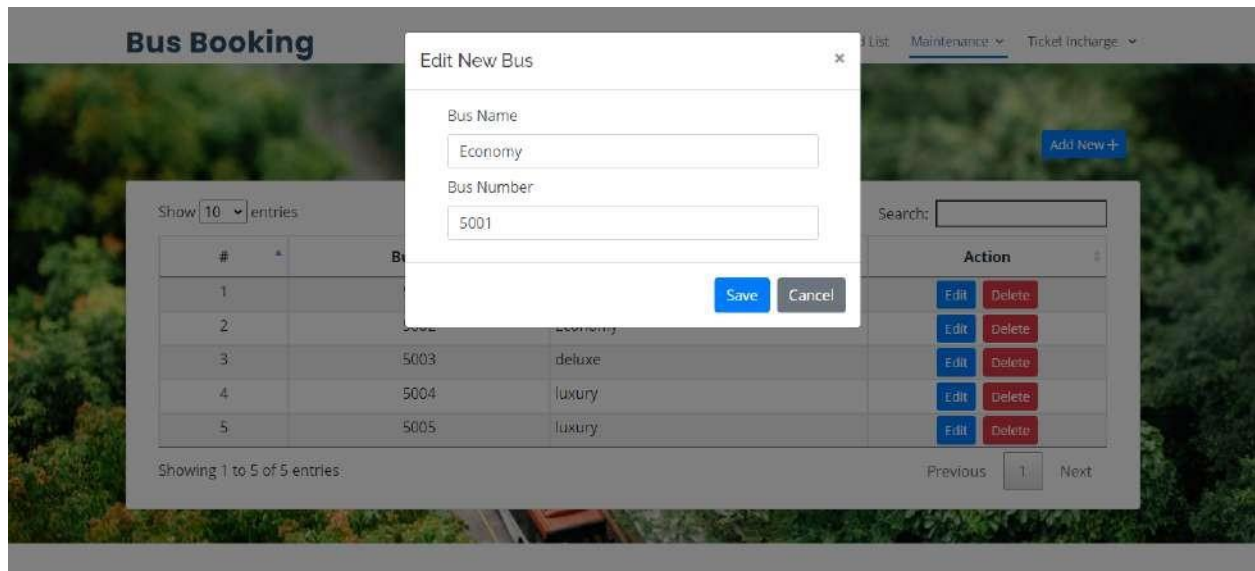 Bus Booking
List Maintenance Ticket Incharge
Edit New Bus ×
Bus Name
Economy
Bus Number
5001
Save Cancel
Add New +
Show 10 entries
Search:
# Action
1 Edit Delete
2 Edit Delete
3 5003 deluxe Edit Delete
4 5004 luxury Edit Delete
5 5005 luxury Edit Delete
Showing 1 to 5 of 5 entries
Previous 1 Next